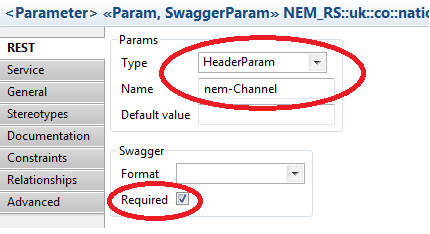 <Parameter> «Param, SwaggerParam» NEM_RS::uk::co::natio
REST
Service
General
Stereotypes
Documentation
Constraints
Relationships
Advanced
Params
Type HeaderParam
Name nem-Channel
Default value
Swagger
Format
Required